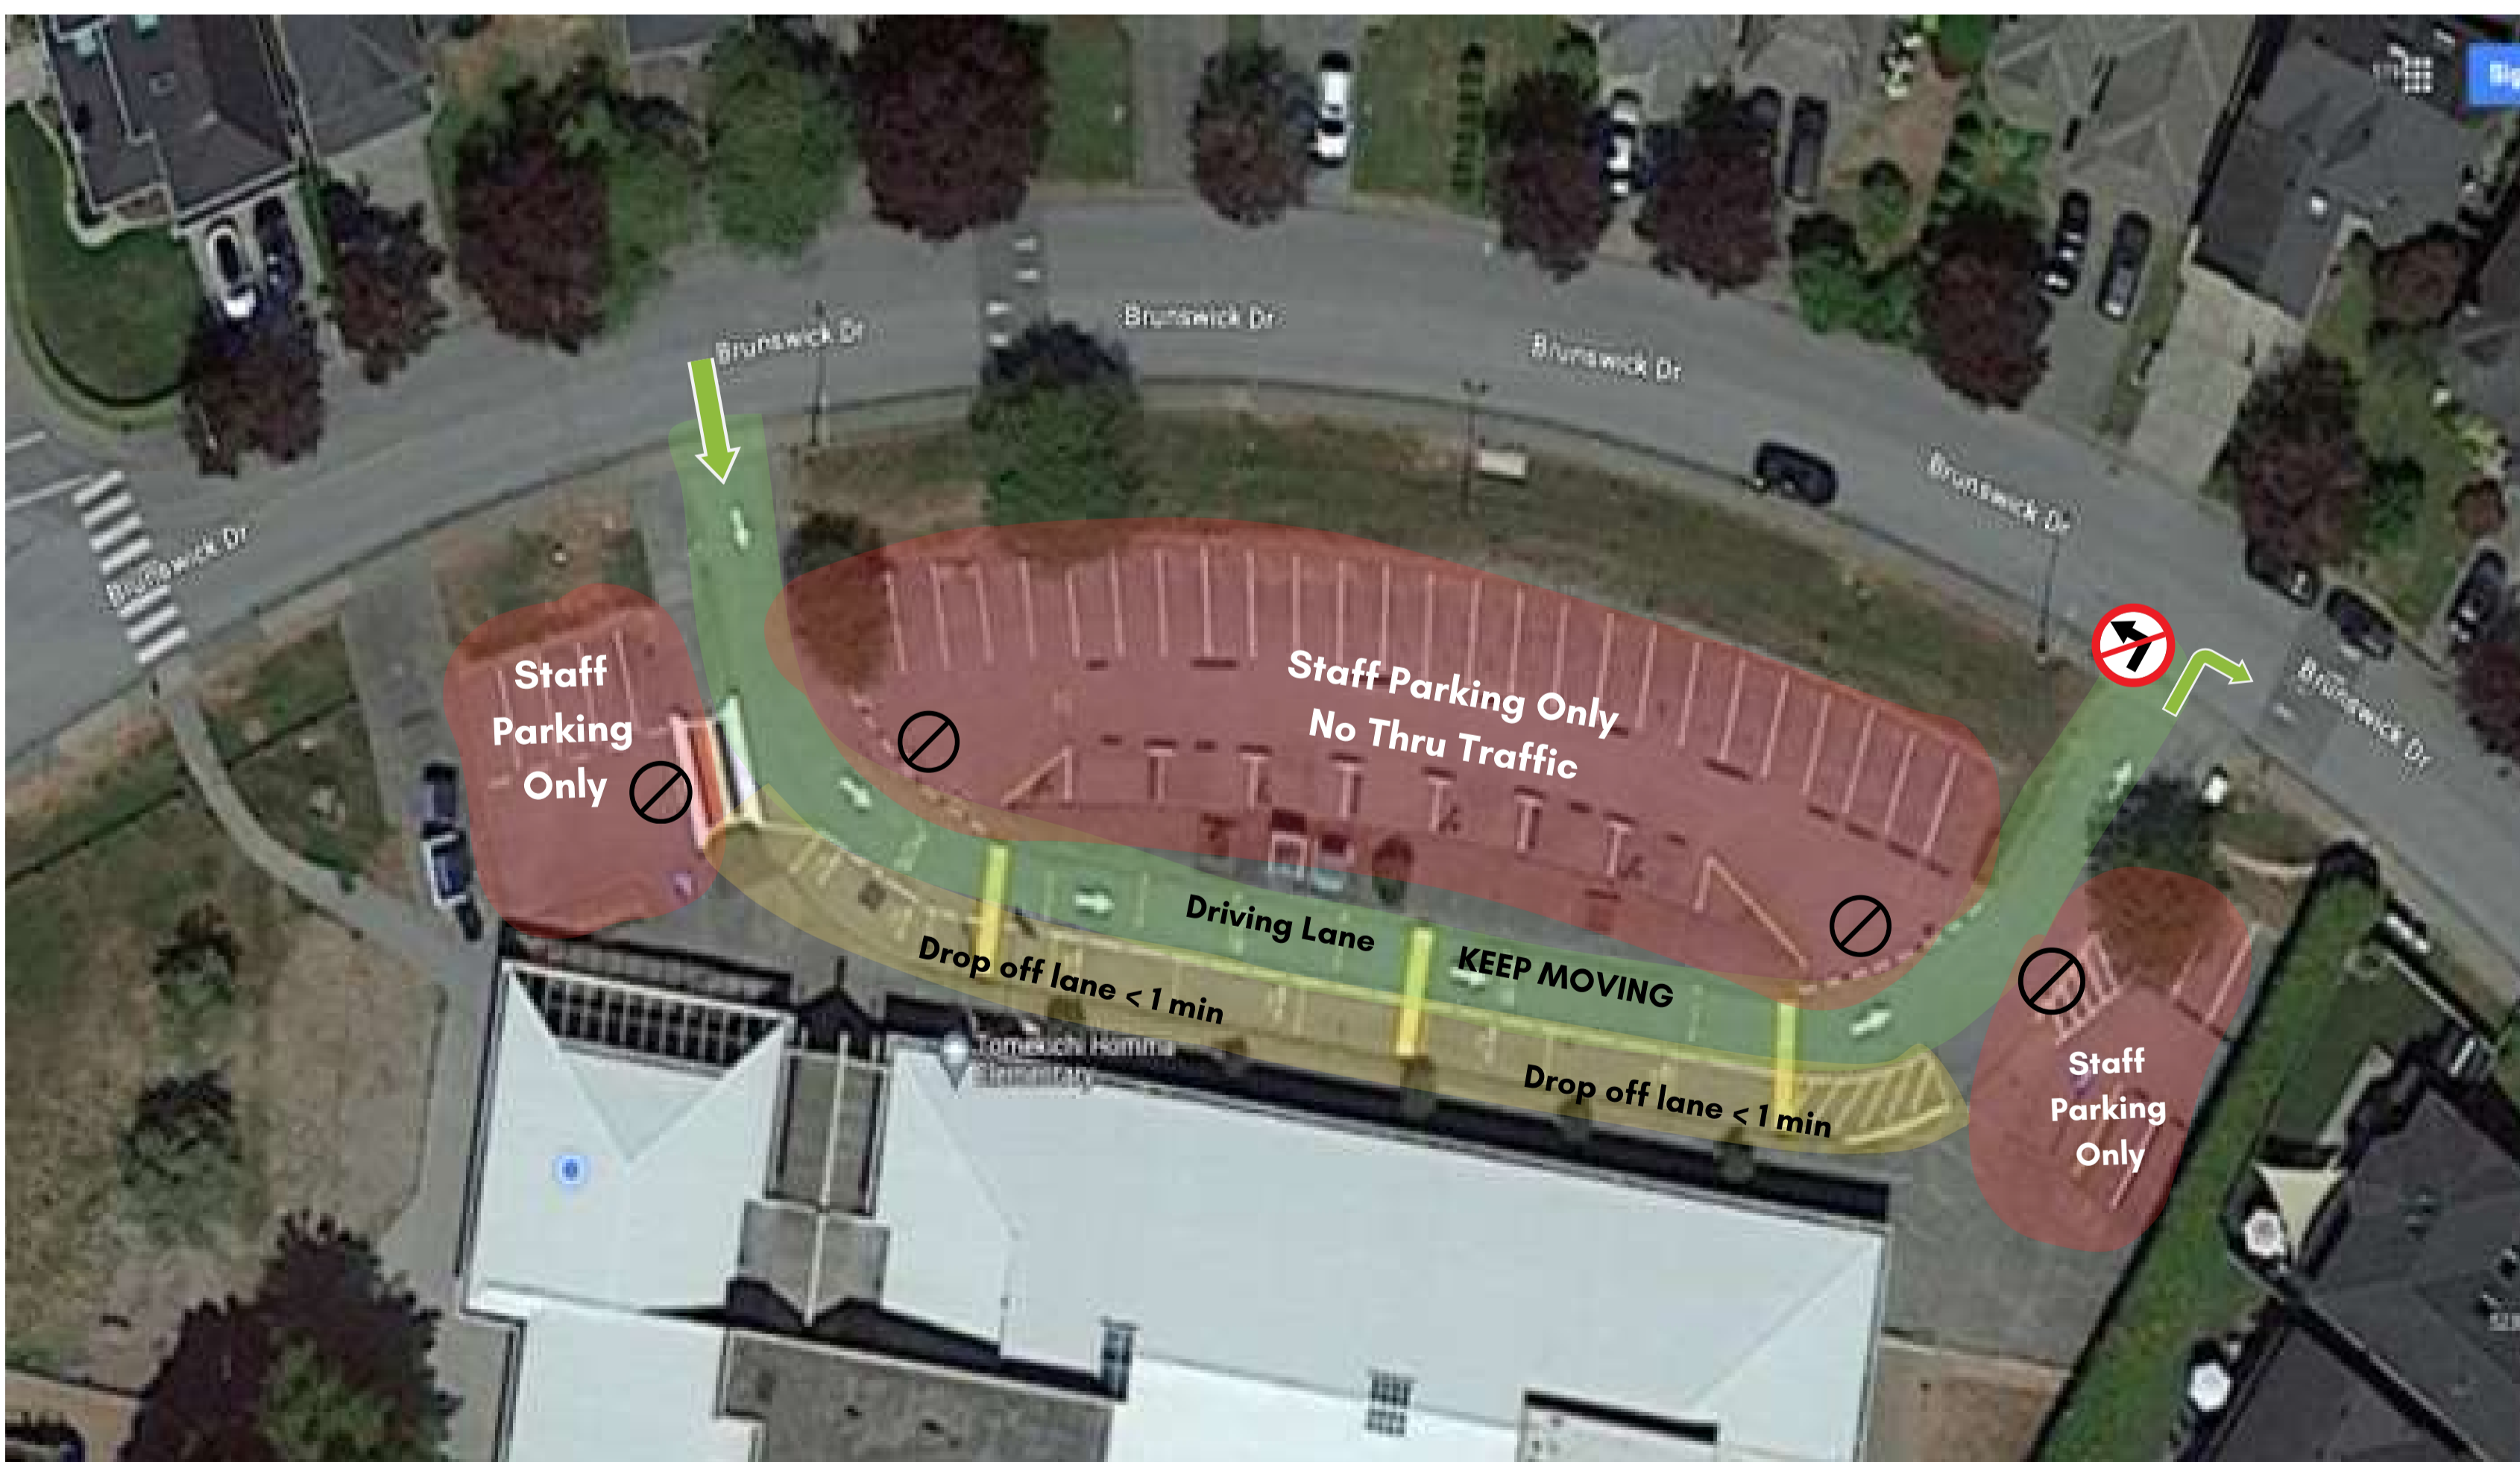 Brunswick Dr
Brunswick Dr
Brunswick Dr
Brunswick Dr
Brunswick Dr
Brunswick Dr
Staff
Parking
Only
Staff Parking Only
No Thru Traffic
Driving Lane
KEEP MOVING
Drop off lane < 1 min
Drop off lane < 1 min
Tomekichi Homma
Elementary
Staff
Parking
Only